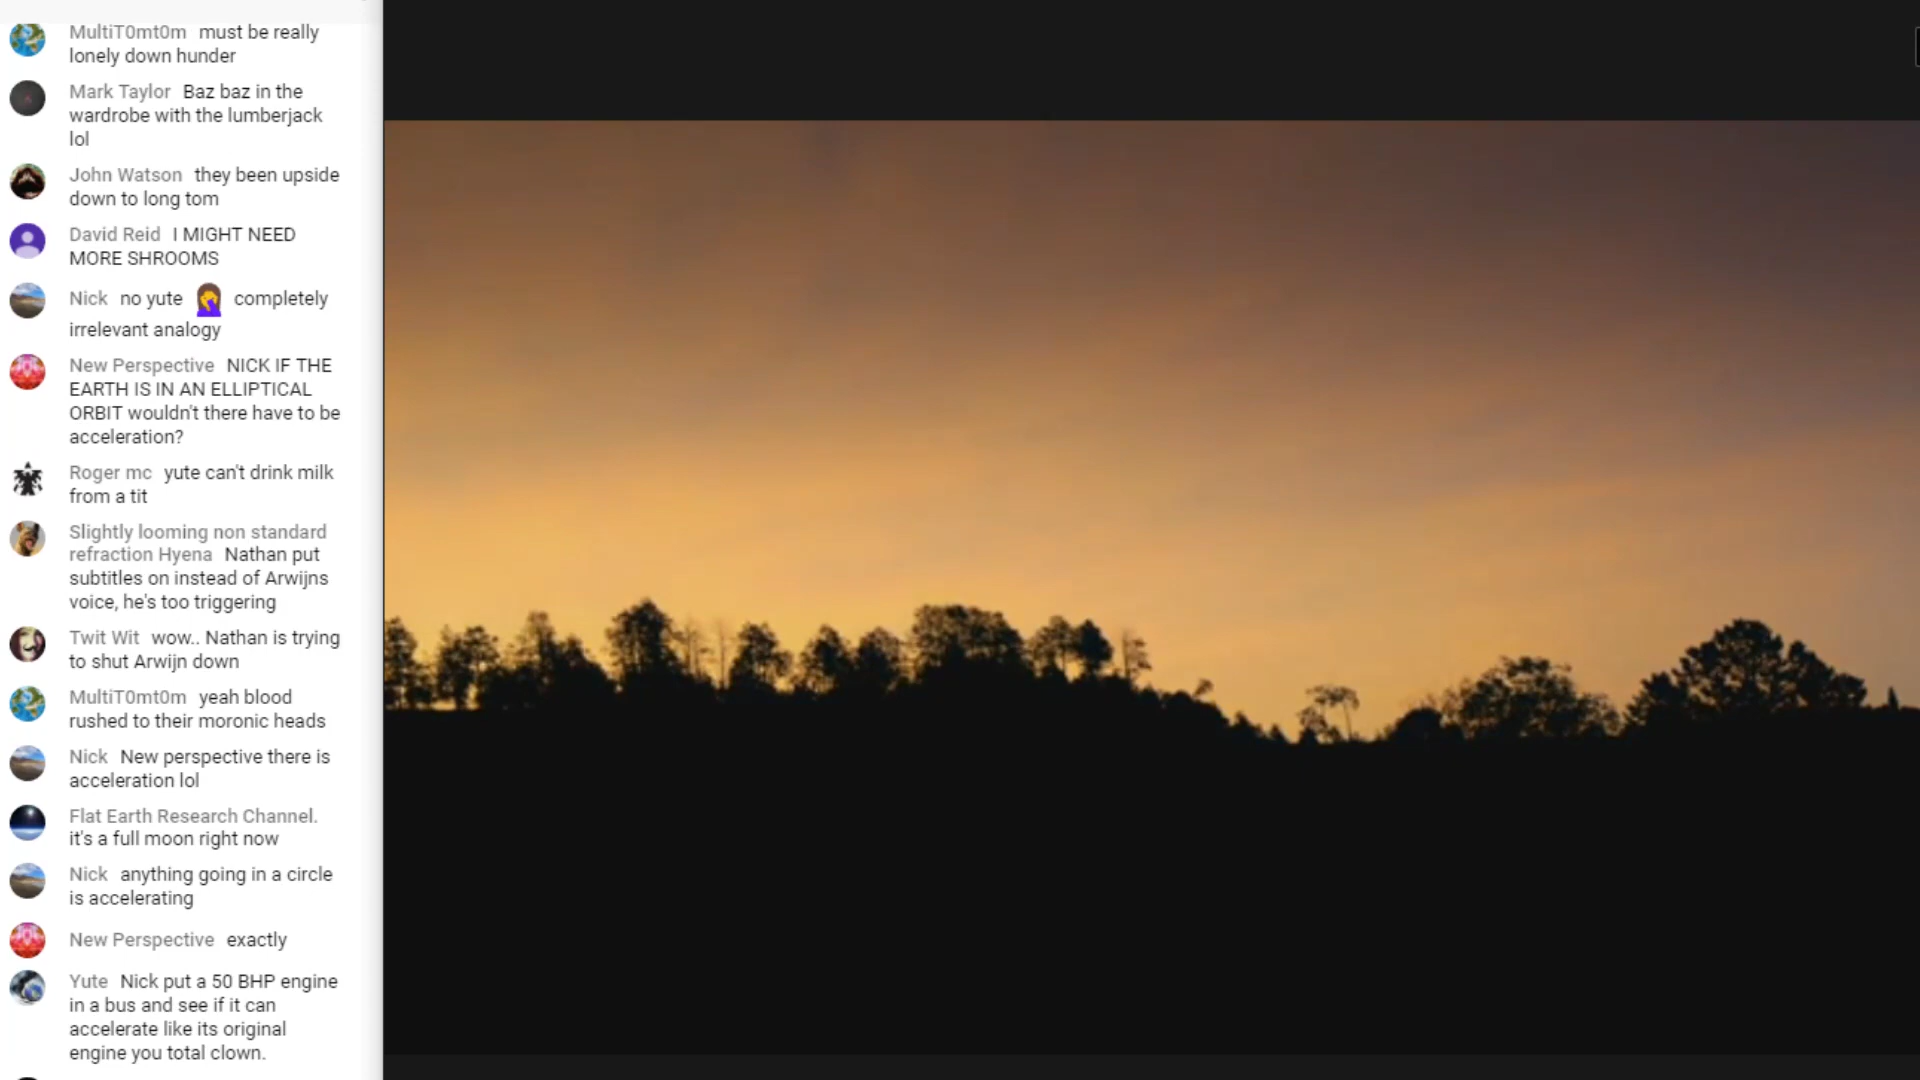 MultiT0mt0m must be really
lonely down hunder
Mark Taylor Baz baz in the
wardrobe with the lumberjack
lol
John Watson they been upside
down to long tom
David Reid I MIGHT NEED
MORE SHROOMS
Nick no yute completely
irrelevant analogy
New Perspective NICK IF THE
EARTH IS IN AN ELLIPTICAL
ORBIT wouldn't there have to be
acceleration?
Roger mc yute can't drink milk
from a tit
Slightly looming non standard
refraction Hyena Nathan put
subtitles on instead of Arwijns
voice, he's too triggering
Twit Wit wow.. Nathan is trying
to shut Arwijn down
MultiT0mt0m yeah blood
rushed to their moronic heads
Nick New perspective there is
acceleration lol
Flat Earth Research Channel.
it's a full moon right now
Nick anything going in a circle
is accelerating
New Perspective exactly
Yute Nick put a 50 BHP engine
in a bus and see if it can
accelerate like its original
engine you total clown.